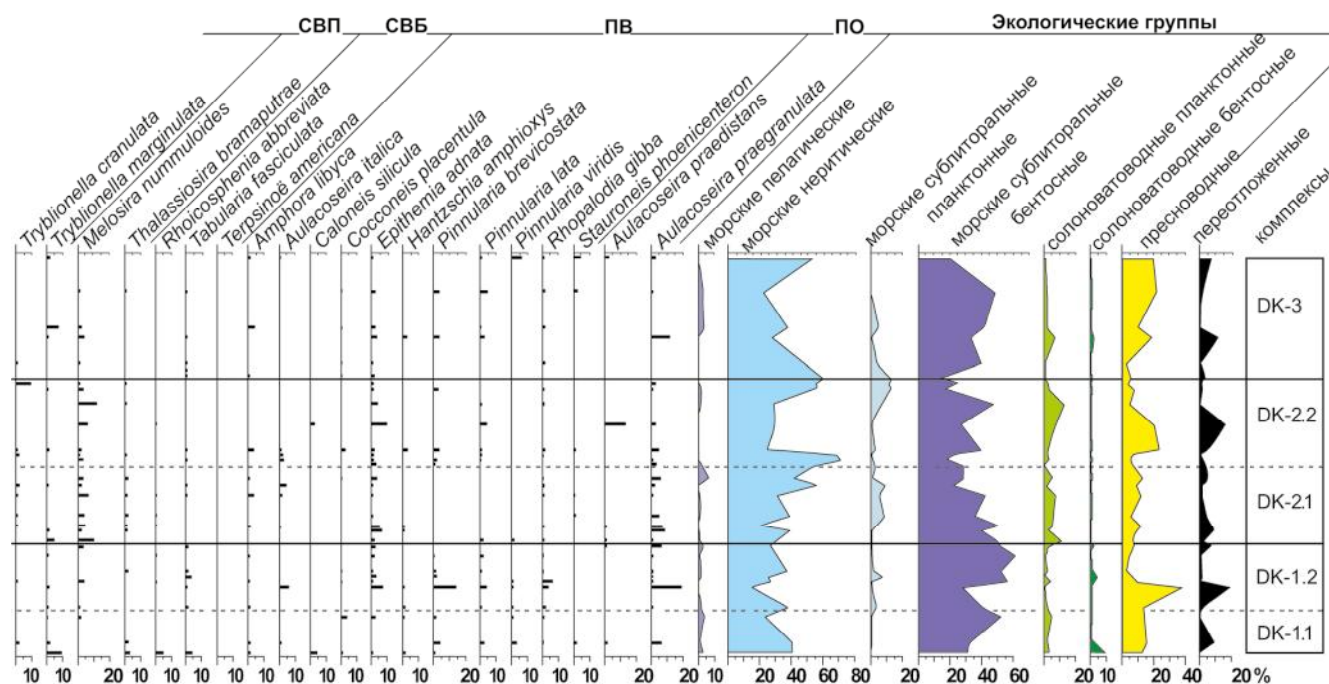 СВП СВБ ПВ ПО Экологические группы
Tryblionella cranulata
Tryblionella marginulata
Melosira nummuloides
Thalassiosira bramaputrae
Rhoicosphenia abbreviata
Tabularia fasciculata
Terpsinoë americana
Amphora libyca
Aulacoseira italica
Caloneis silicula
Cocconeis placentula
Epithemia adnata
Hantzschia amphioxys
Pinnularia brevicostata
Pinnularia lata
Pinnularia viridis
Rhopalodia gibba
Stauroneis phoenicenteron
Aulacoseira praedistans
Aulacoseira praegranulata
морские пелагические
морские неритические
морские сублиторальные
планктонные
морские сублиторальные
бентосные
солоноватоводные планктонные
солоноватоводные бентосные
пресноводные
переотложенные
комплексы
DK-3
DK-2.2
DK-2.1
DK-1.2
DK-1.1
10 10 20 10 10 10 10 10 10 10 10 10 10 20 10 10 10 10 20 20 10 20 40 60 80 10 20 40 60 20 10 20 40 20 %